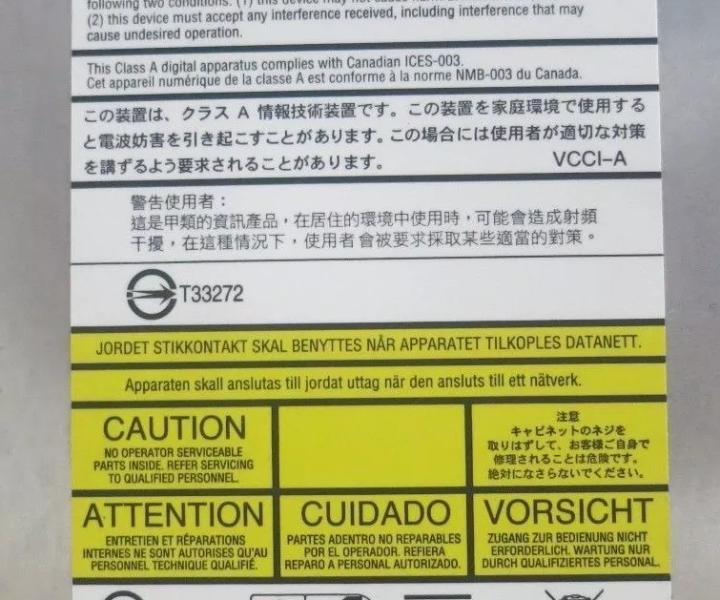 following two conditions. (1) this device may not cause harmful
(2) this device must accept any interference received, including interference that may
cause undesired operation.
This Class A digital apparatus complies with Canadian ICES-003.
Cet appareil numérique de la classe A est conforme à la norme NMB-003 du Canada.
この装置は、クラス A 情報技術装置です。この装置を家庭環境で使用する
と電波妨害を引き起こすことがあります。この場合には使用者が適切な対策
を講ずるよう要求されることがあります。 VCCI-A
警告使用者：
這是甲類的資訊產品，在居住的環境中使用時，可能會造成射頻
干擾，在這種情況下，使用者會被要求採取某些適當的對策。
T33272
JORDET STIKKONTAKT SKAL BENYTTES NÅR APPARATET TILKOPLES DATANETT.
Apparaten skall anslutas till jordat uttag när den ansluts till ett nätverk.
CAUTION
NO OPERATOR SERVICEABLE
PARTS INSIDE. REFER SERVICING
TO QUALIFIED PERSONNEL.
注意
キャビネットのネジを
取りはずして、お客様ご自身で
修理されることは危険です。
絶対になさらないでください。
ATTENTION
ENTRETIEN ET RÉPARATIONS
INTERNES NE SONT AUTORISES QU'AU
PERSONNEL TECHNIQUE QUALIFIÉ.
CUIDADO
PARTES ADENTRO NO REPARABLES
POR EL OPERADOR. REFIERA
REPARO A PERSONAL AUTORIZADO.
VORSICHT
ZUGANG ZUR BEDIENUNG NICHT
ERFORDERLICH. WARTUNG NUR
DURCH QUALIFIZIERTES PERSONAL.